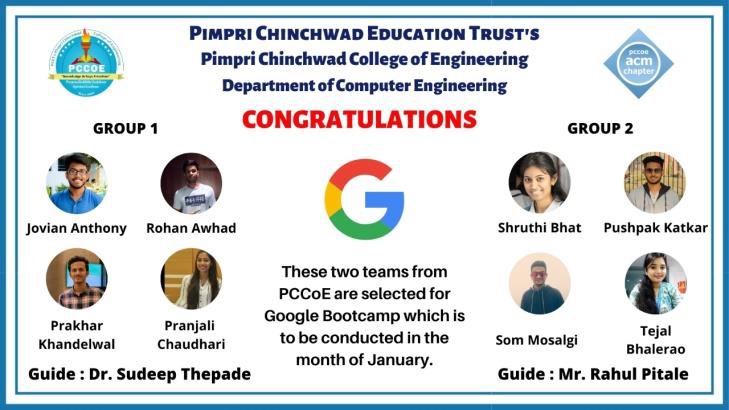 PIMPRI CHINCHWAD EDUCATION TRUST'S
Pimpri Chinchwad College of Engineering
Department of Computer Engineering
PCCOE
pccoe
acm
chapter
CONGRATULATIONS
GROUP 1
Jovian Anthony
Rohan Awhad
Prakhar
Khandelwal
Pranjali
Chaudhari
Guide : Dr. Sudeep Thepade
These two teams from
PCCoE are selected for
Google Bootcamp which is
to be conducted in the
month of January.
GROUP 2
Shruthi Bhat
Pushpak Katkar
Som Mosalgi
Tejal
Bhalerao
Guide : Mr. Rahul Pitale